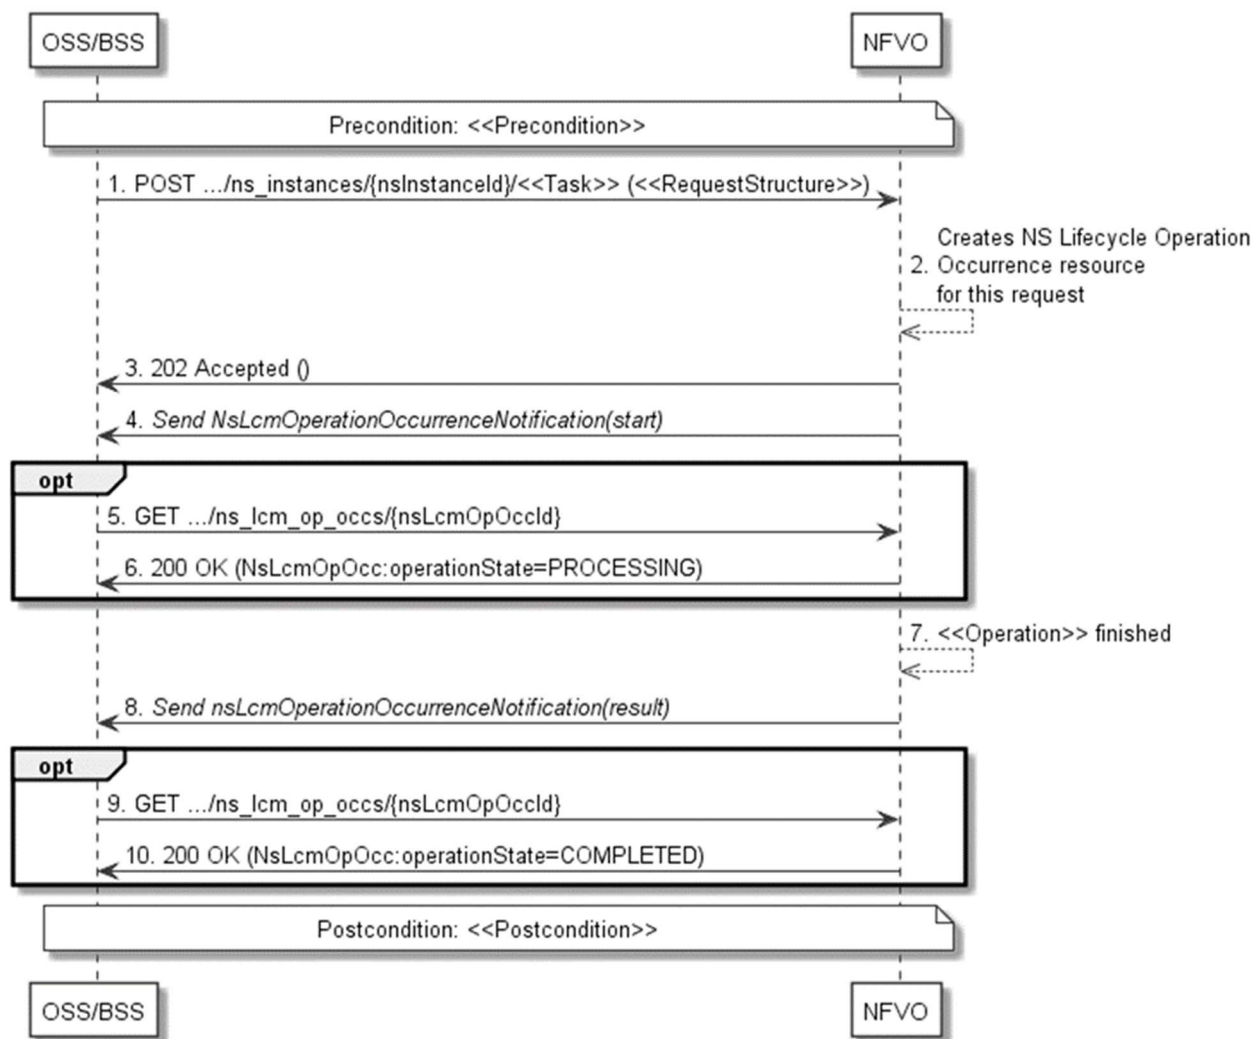 OSS/BSS
NFVO
Precondition: <<Precondition>>
1. POST .../ns_instances/{nsInstanceId}/<<Task>> (<<RequestStructure>>)
Creates NS Lifecycle Operation
2. Occurrence resource
for this request
3. 202 Accepted ()
4. Send NsLcmOperationOccurrenceNotification(start)
opt
5. GET .../ns_lcm_op_occs/{nsLcmOpOccId}
6. 200 OK (NsLcmOpOcc:operationState=PROCESSING)
7. <<Operation>> finished
8. Send nsLcmOperationOccurrenceNotification(result)
opt
9. GET .../ns_lcm_op_occs/{nsLcmOpOccId}
10. 200 OK (NsLcmOpOcc:operationState=COMPLETED)
Postcondition: <<Postcondition>>
OSS/BSS
NFVO